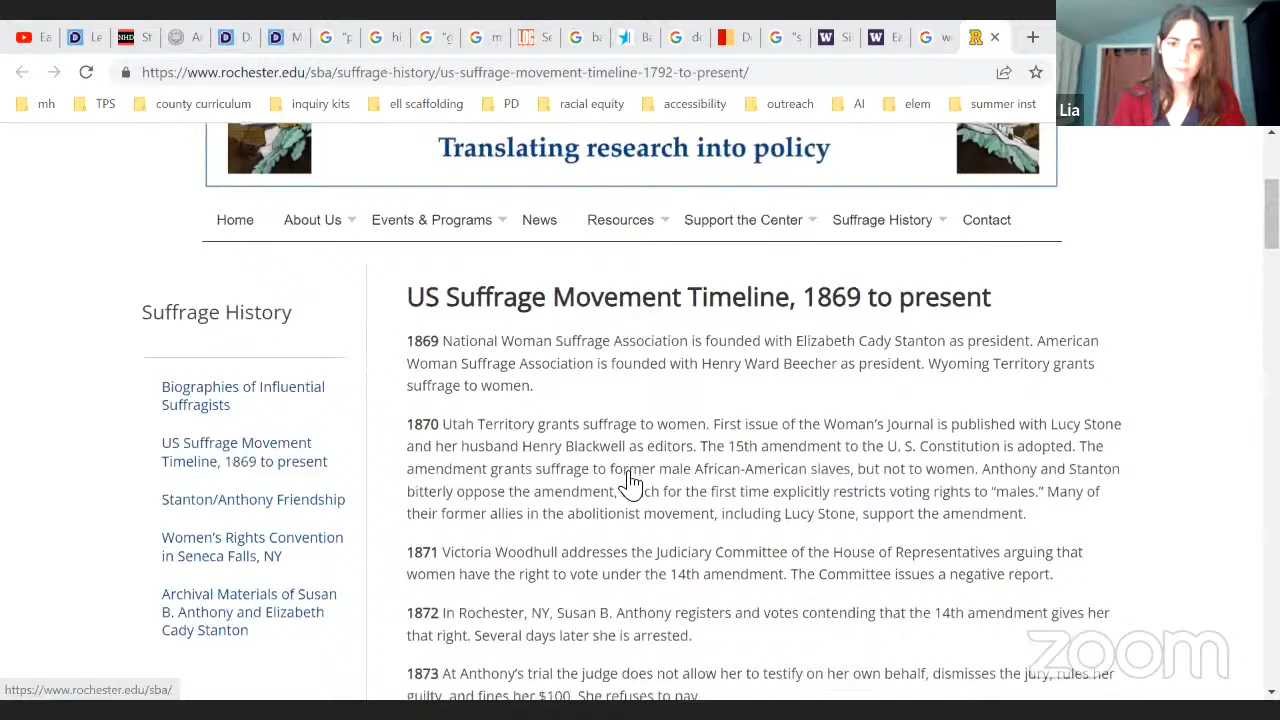 Ea
Le
NHD
St
A
D
M
"p
hi
"g
m
LOC
Se
ba
Ba
de
D
"s
W
Si
W
Ea
w
R
https://www.rochester.edu/sba/suffrage-history/us-suffrage-movement-timeline-1792-to-present/
mh TPS county curriculum inquiry kits ell scaffolding PD racial equity accessibility outreach AI elem summer inst
Lia
Translating research into policy
Home About Us Events & Programs News Resources Support the Center Suffrage History Contact
Suffrage History
Biographies of Influential
Suffragists
US Suffrage Movement
Timeline, 1869 to present
Stanton/Anthony Friendship
Women's Rights Convention
in Seneca Falls, NY
Archival Materials of Susan
B. Anthony and Elizabeth
Cady Stanton
US Suffrage Movement Timeline, 1869 to present
1869 National Woman Suffrage Association is founded with Elizabeth Cady Stanton as president. American
Woman Suffrage Association is founded with Henry Ward Beecher as president. Wyoming Territory grants
suffrage to women.
1870 Utah Territory grants suffrage to women. First issue of the Woman's Journal is published with Lucy Stone
and her husband Henry Blackwell as editors. The 15th amendment to the U. S. Constitution is adopted. The
amendment grants suffrage to former male African-American slaves, but not to women. Anthony and Stanton
bitterly oppose the amendment, ch for the first time explicitly restricts voting rights to “males.” Many of
their former allies in the abolitionist movement, including Lucy Stone, support the amendment.
1871 Victoria Woodhull addresses the Judiciary Committee of the House of Representatives arguing that
women have the right to vote under the 14th amendment. The Committee issues a negative report.
1872 In Rochester, NY, Susan B. Anthony registers and votes contending that the 14th amendment gives her
that right. Several days later she is arrested.
1873 At Anthony's trial the judge does not allow her to testify on her own behalf, dismisses the jury, rules her
guilty, and fines her $100. She refuses to pay.
https://www.rochester.edu/sba/
zoom